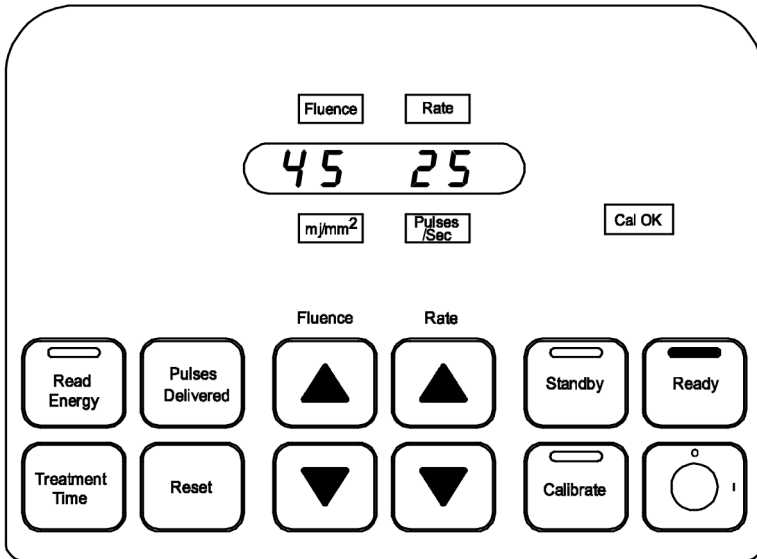 Fluence Rate
45 25
mj/mm²
Pulses
/Sec
Cal OK
Fluence Rate
Read
Energy
Pulses
Delivered
Standby
Ready
Treatment
Time
Reset
Calibrate
O
I